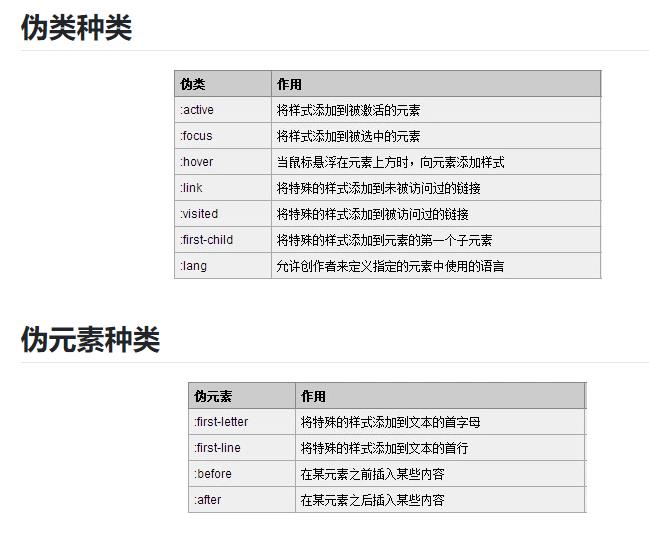 伪类种类
伪类 作用
:active 将样式添加到被激活的元素
:focus 将样式添加到被选中的元素
:hover 当鼠标悬浮在元素上方时，向元素添加样式
:link 将特殊的样式添加到未被访问过的链接
:visited 将特殊的样式添加到被访问过的链接
:first-child 将特殊的样式添加到元素的第一个子元素
:lang 允许创作者来定义指定的元素中使用的语言
伪元素种类
伪元素 作用
:first-letter 将特殊的样式添加到文本的首字母
:first-line 将特殊的样式添加到文本的首行
:before 在某元素之前插入某些内容
:after 在某元素之后插入某些内容